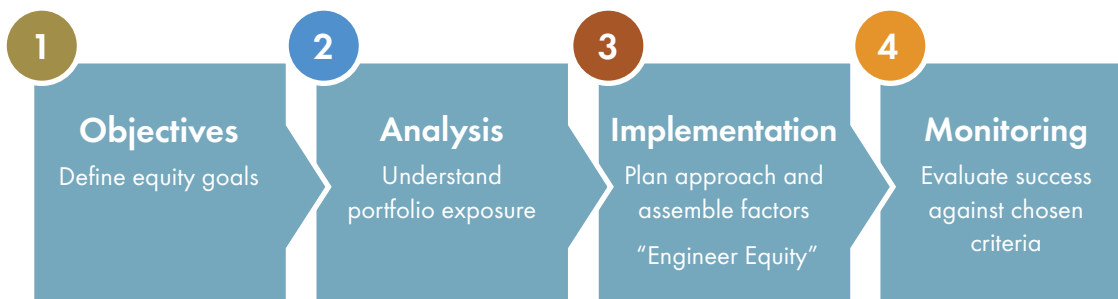 1
Objectives
Define equity goals
2
Analysis
Understand
portfolio exposure
3
Implementation
Plan approach and
assemble factors
“Engineer Equity”
4
Monitoring
Evaluate success
against chosen
criteria